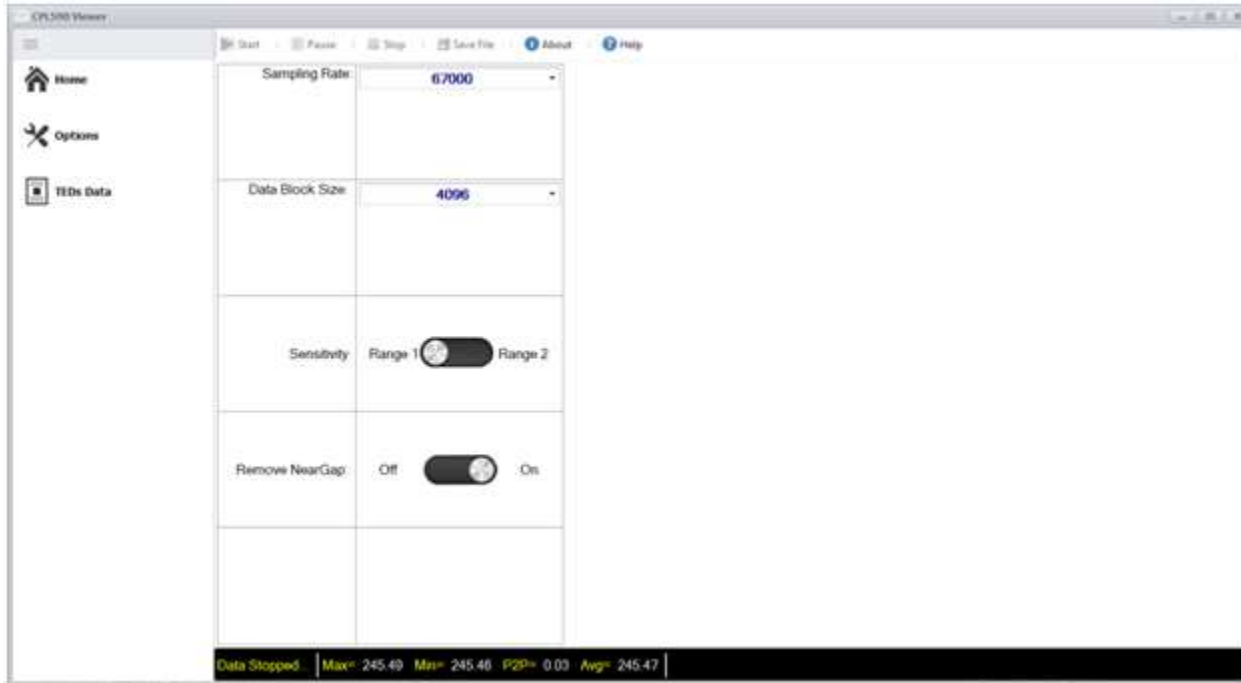 CPL590 Viewer
Start Pause Stop Save File About Help
Home
Options
TEDs Data
Sampling Rate 67000
Data Block Size 4096
Sensitivity Range 1 Range 2
Remove NearGap Off On
Data Stopped... Max= 245.49 Min= 245.46 P2P= 0.03 Avg= 245.47